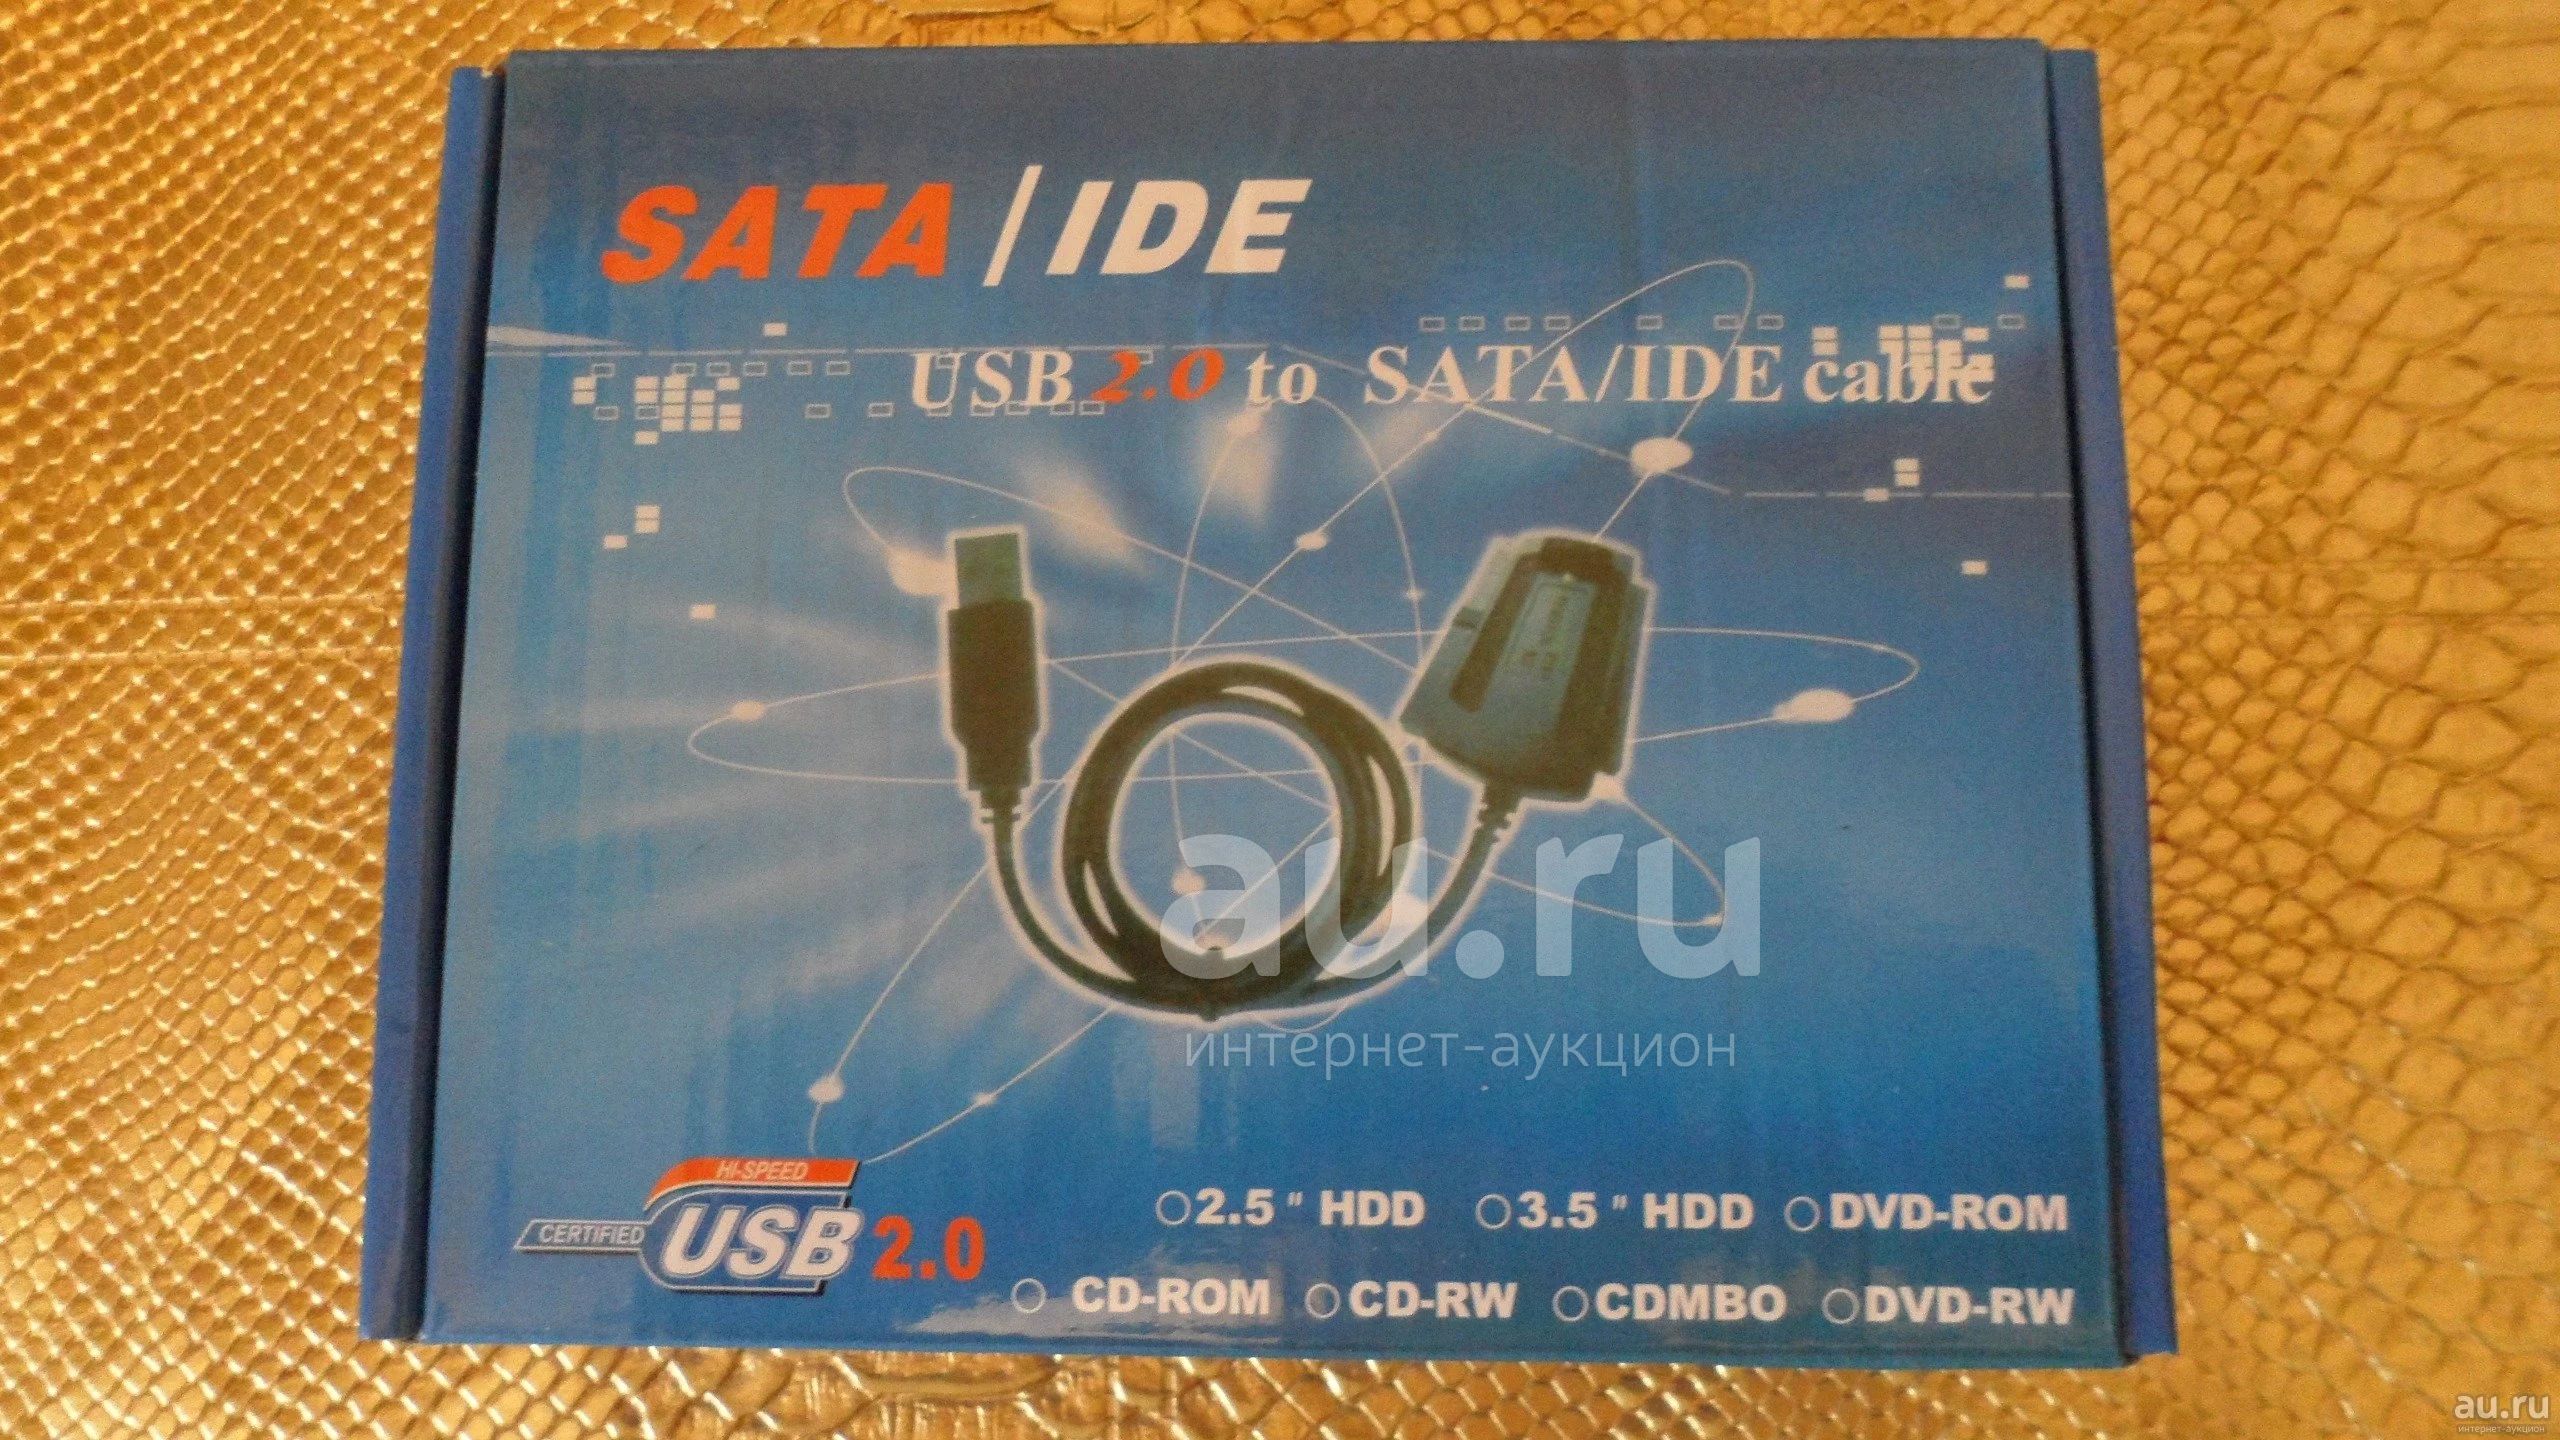 SATA / IDE
USB 2.0 to SATA/IDE cable
au.ru
интернет-аукцион
HI-SPEED
CERTIFIED USB 2.0
2.5 " HDD 3.5 " HDD DVD-ROM
CD-ROM CD-RW CDMBO DVD-RW
au.ru
интернет-аукцион